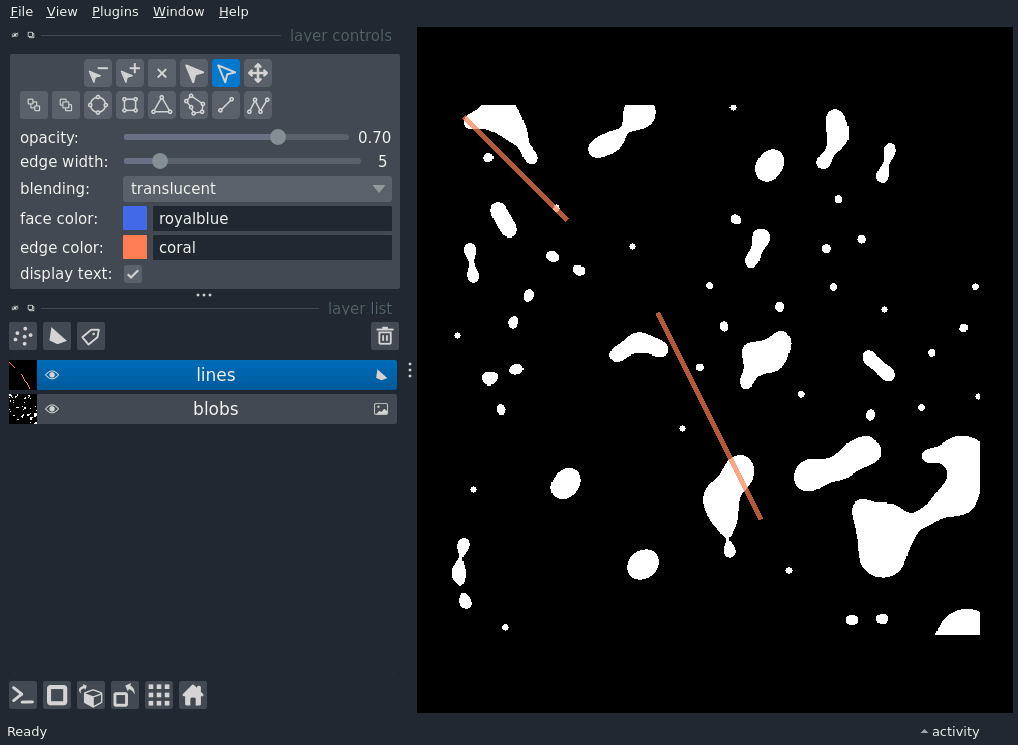 File View Plugins Window Help
layer controls
opacity: 0.70
edge width: 5
blending: translucent
face color: royalblue
edge color: coral
display text:
layer list
lines
blobs
Ready activity